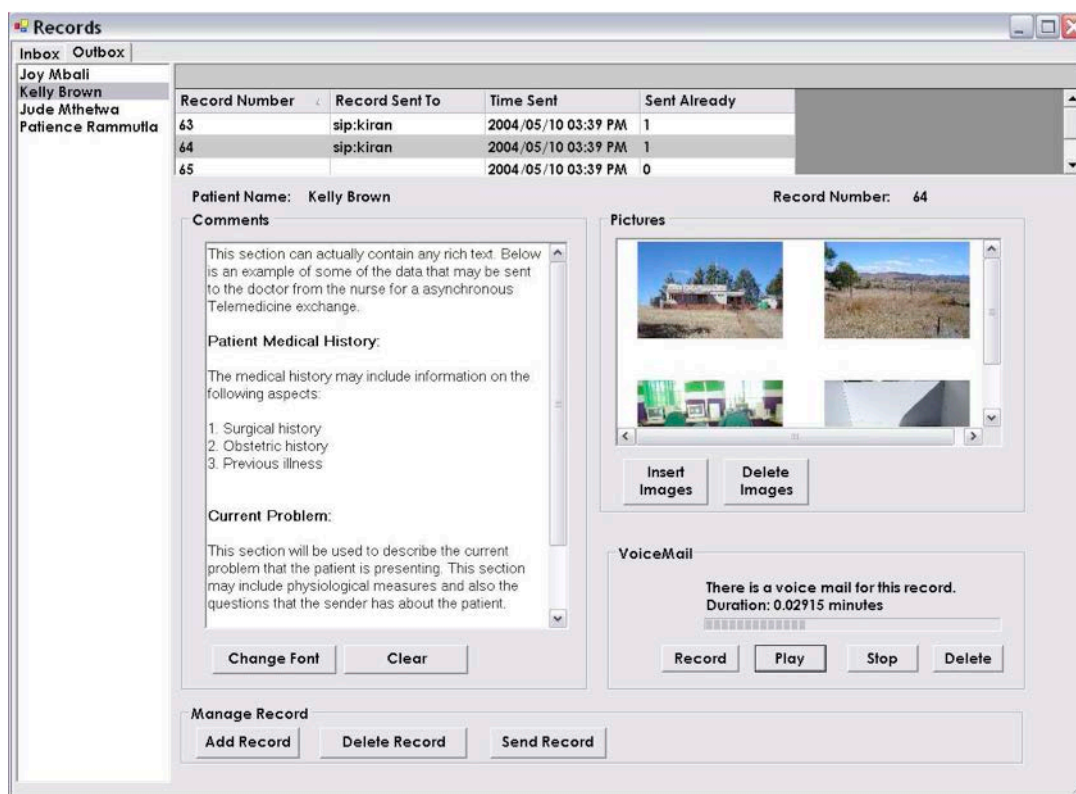 Records
Inbox Outbox
Joy Mbali
Kelly Brown
Jude Mthetwa
Patience Rammutla
Record Number Record Sent To Time Sent Sent Already
63 sip:kiran 2004/05/10 03:39 PM 1
64 sip:kiran 2004/05/10 03:39 PM 1
65 2004/05/10 03:39 PM 0
Patient Name: Kelly Brown Record Number: 64
Comments
This section can actually contain any rich text. Below
is an example of some of the data that may be sent
to the doctor from the nurse for a asynchronous
Telemedicine exchange.
Patient Medical History:
The medical history may include information on the
following aspects:
1. Surgical history
2. Obstetric history
3. Previous illness
Current Problem:
This section will be used to describe the current
problem that the patient is presenting. This section
may include physiological measures and also the
questions that the sender has about the patient.
Change Font Clear
Pictures
Insert
Images
Delete
Images
VoiceMail
There is a voice mail for this record.
Duration: 0.02915 minutes
Record Play Stop Delete
Manage Record
Add Record Delete Record Send Record